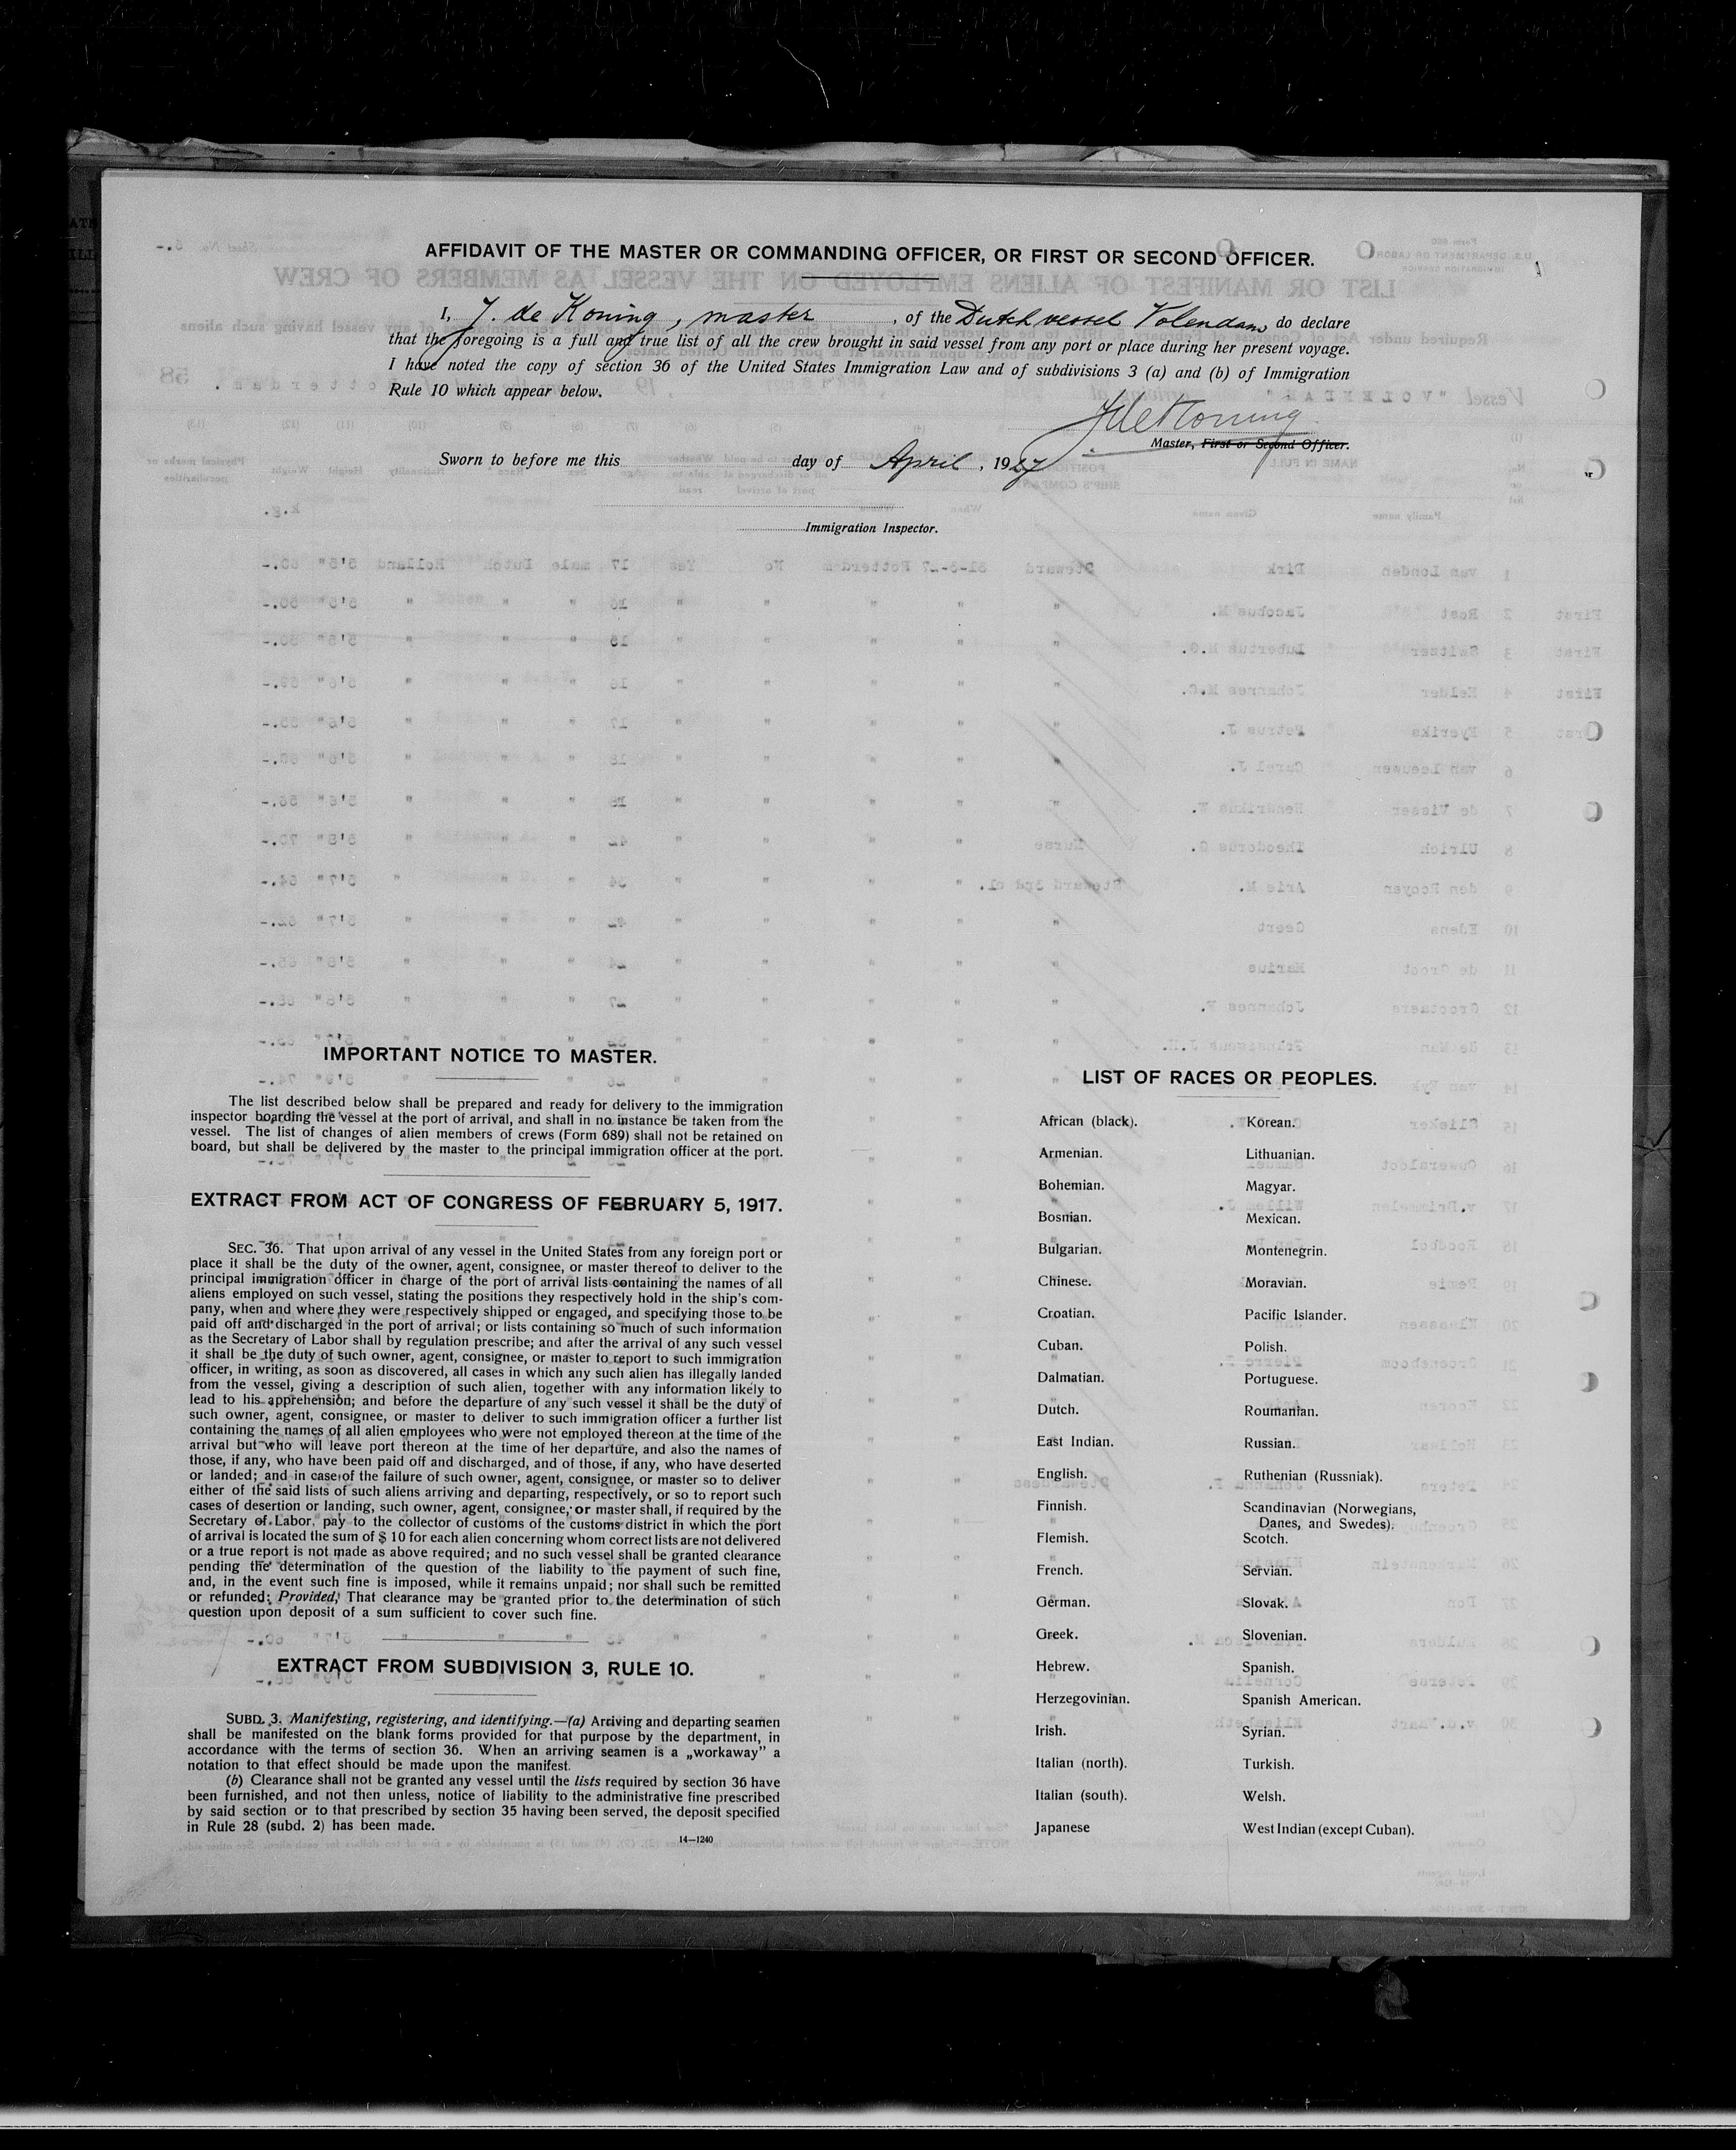 AFFIDAVIT OF THE MASTER OR COMMANDING OFFICER, OR FIRST OR SECOND OFFICER.
I, J. de Koning, master, of the Dutch vessel Volendam do declare
that the foregoing is a full and true list of all the crew brought in said vessel from any port or place during her present voyage.
I have noted the copy of section 36 of the United States Immigration Law and of subdivisions 3 (a) and (b) of Immigration
Rule 10 which appear below.
J de Koning
Master, First or Second Officer.
Sworn to before me this day of April, 1927
Immigration Inspector.
IMPORTANT NOTICE TO MASTER.
The list described below shall be prepared and ready for delivery to the immigration
inspector boarding the vessel at the port of arrival, and shall in no instance be taken from the
vessel. The list of changes of alien members of crews (Form 689) shall not be retained on
board, but shall be delivered by the master to the principal immigration officer at the port.
EXTRACT FROM ACT OF CONGRESS OF FEBRUARY 5, 1917.
SEC. 36. That upon arrival of any vessel in the United States from any foreign port or
place it shall be the duty of the owner, agent, consignee, or master thereof to deliver to the
principal immigration officer in charge of the port of arrival lists containing the names of all
aliens employed on such vessel, stating the positions they respectively hold in the ship's com-
pany, when and where they were respectively shipped or engaged, and specifying those to be
paid off and discharged in the port of arrival; or lists containing so much of such information
as the Secretary of Labor shall by regulation prescribe; and after the arrival of any such vessel
it shall be the duty of such owner, agent, consignee, or master to report to such immigration
officer, in writing, as soon as discovered, all cases in which any such alien has illegally landed
from the vessel, giving a description of such alien, together with any information likely to
lead to his apprehension; and before the departure of any such vessel it shall be the duty of
such owner, agent, consignee, or master to deliver to such immigration officer a further list
containing the names of all alien employees who were not employed thereon at the time of the
arrival but who will leave port thereon at the time of her departure, and also the names of
those, if any, who have been paid off and discharged, and of those, if any, who have deserted
or landed; and in case of the failure of such owner, agent, consignee, or master so to deliver
either of the said lists of such aliens arriving and departing, respectively, or so to report such
cases of desertion or landing, such owner, agent, consignee, or master shall, if required by the
Secretary of Labor, pay to the collector of customs of the customs district in which the port
of arrival is located the sum of $ 10 for each alien concerning whom correct lists are not delivered
or a true report is not made as above required; and no such vessel shall be granted clearance
pending the determination of the question of the liability to the payment of such fine,
and, in the event such fine is imposed, while it remains unpaid; nor shall such be remitted
or refunded: Provided, That clearance may be granted prior to the determination of such
question upon deposit of a sum sufficient to cover such fine.
EXTRACT FROM SUBDIVISION 3, RULE 10.
SUBD. 3. Manifesting, registering, and identifying.—(a) Arriving and departing seamen
shall be manifested on the blank forms provided for that purpose by the department, in
accordance with the terms of section 36. When an arriving seamen is a „workaway” a
notation to that effect should be made upon the manifest.
(b) Clearance shall not be granted any vessel until the lists required by section 36 have
been furnished, and not then unless, notice of liability to the administrative fine prescribed
by said section or to that prescribed by section 35 having been served, the deposit specified
in Rule 28 (subd. 2) has been made.
14—1240
LIST OF RACES OR PEOPLES.
African (black). Korean.
Armenian. Lithuanian.
Bohemian. Magyar.
Bosnian. Mexican.
Bulgarian. Montenegrin.
Chinese. Moravian.
Croatian. Pacific Islander.
Cuban. Polish.
Dalmatian. Portuguese.
Dutch. Roumanian.
East Indian. Russian.
English. Ruthenian (Russniak).
Finnish. Scandinavian (Norwegians,
Danes, and Swedes).
Flemish. Scotch.
French. Servian.
German. Slovak.
Greek. Slovenian.
Hebrew. Spanish.
Herzegovinian. Spanish American.
Irish. Syrian.
Italian (north). Turkish.
Italian (south). Welsh.
Japanese West Indian (except Cuban).